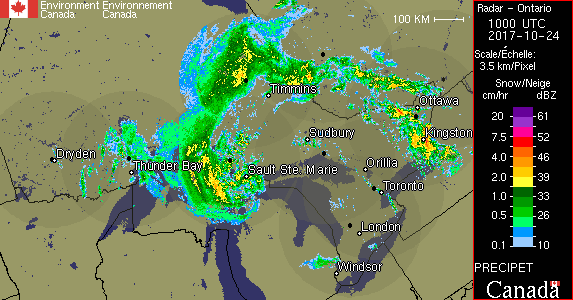 Environment Environnement
Canada Canada
100 KM
Radar - Ontario
1000 UTC
2017-10-24
Scale/Échelle:
3.5 km/Pixel
Snow/Neige
cm/hr dBZ
20 61
7.5 52
4.0 46
2.0 39
1.0 33
0.5 26
0.1 10
PRECIPET
Canada
Timmins
Ottawa
Kingston
Sudbury
Dryden
Thunder Bay
Sault Ste. Marie
Orillia
Toronto
London
Windsor